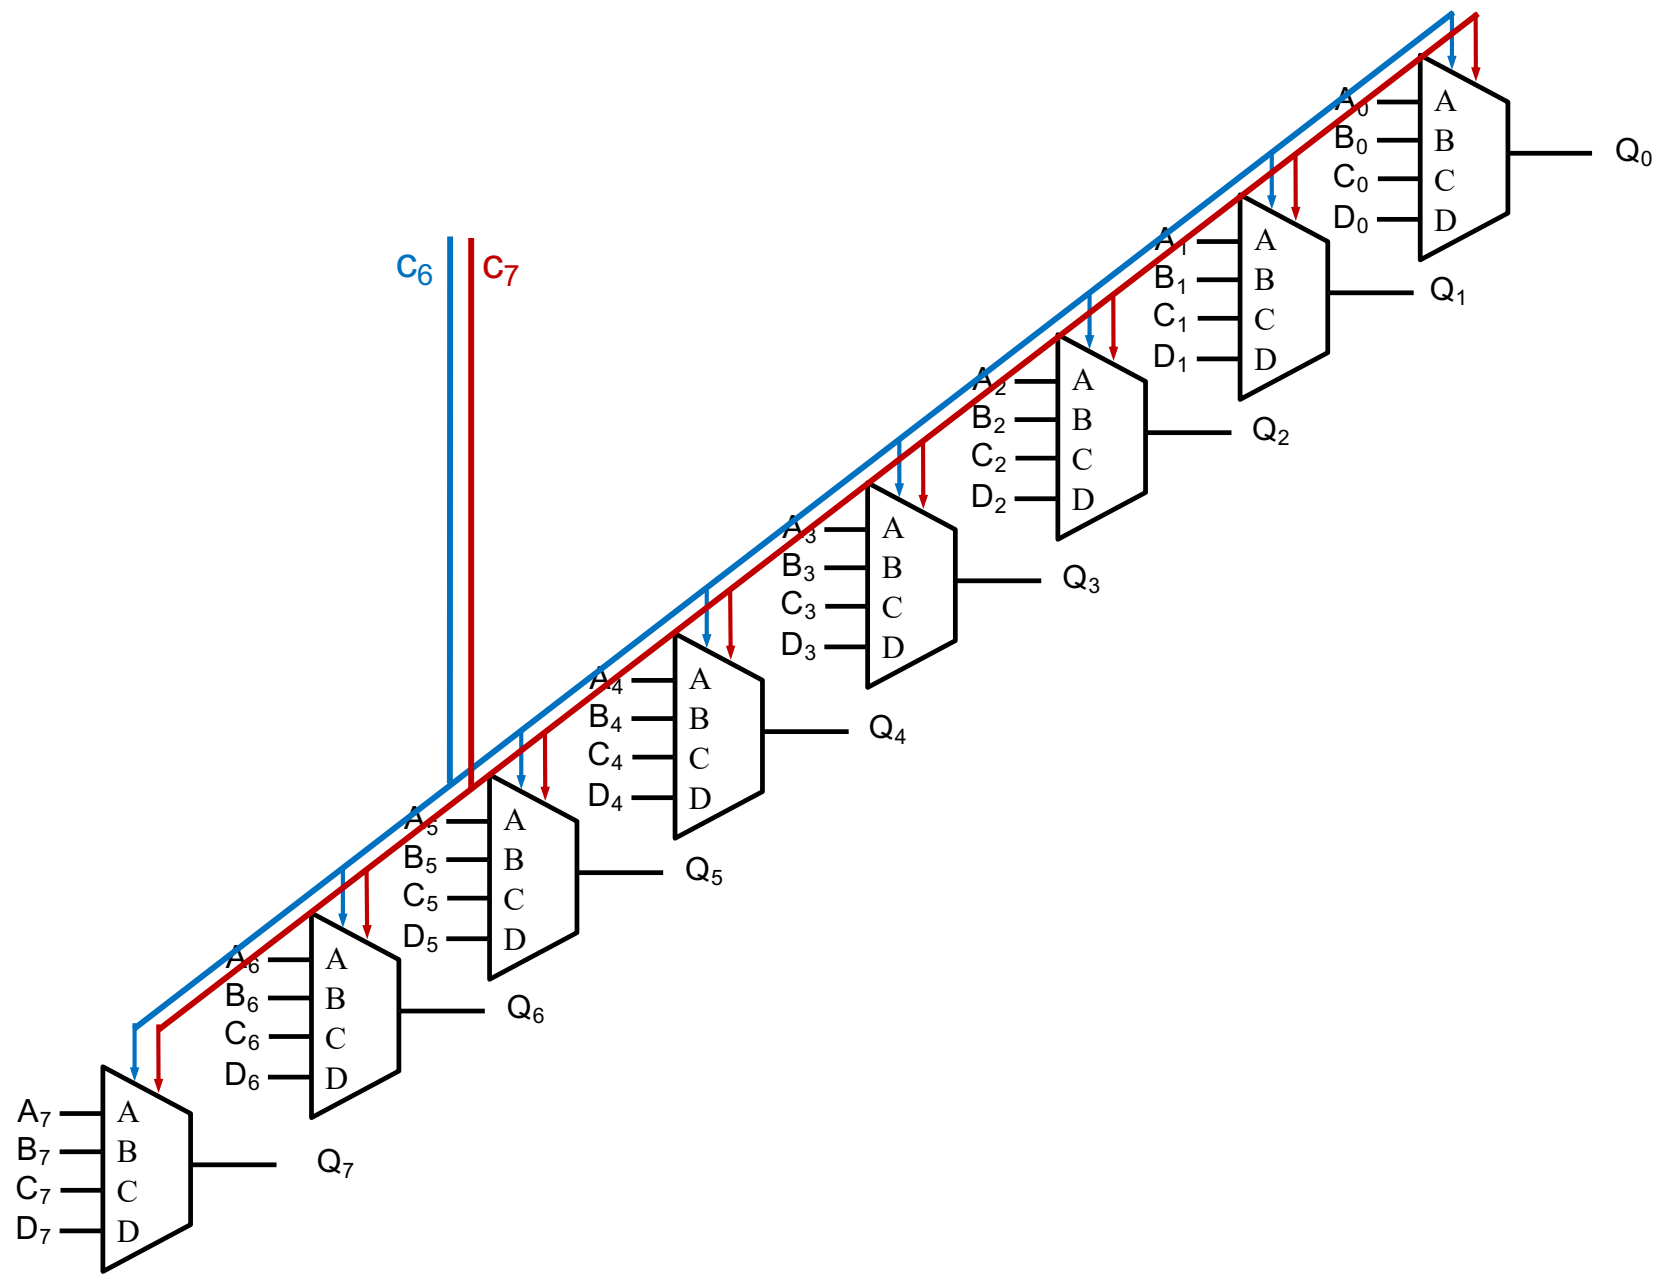 A₀ A
B₀ B Q₀
C₀ C
D₀ D
c₆ c₇
A₁ A
B₁ B Q₁
C₁ C
D₁ D
A₂ A
B₂ B Q₂
C₂ C
D₂ D
A₃ A
B₃ B Q₃
C₃ C
D₃ D
A₄ A
B₄ B Q₄
C₄ C
D₄ D
A₅ A
B₅ B Q₅
C₅ C
D₅ D
A₆ A
B₆ B Q₆
C₆ C
D₆ D
A₇ A
B₇ B Q₇
C₇ C
D₇ D